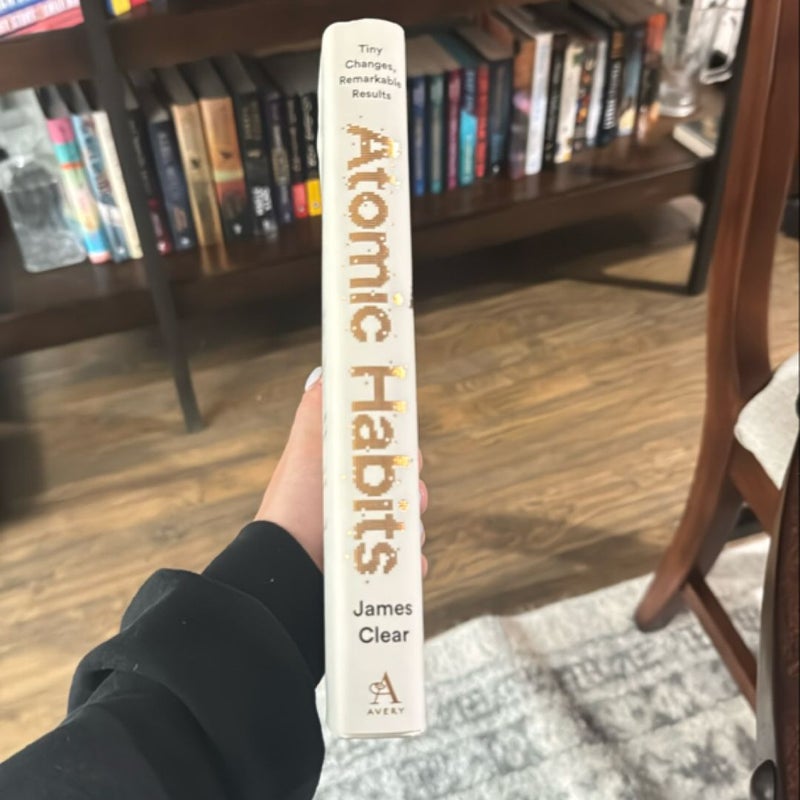 Tiny
Changes,
Remarkable
Results
Atomic Habits
James
Clear
A
AVERY